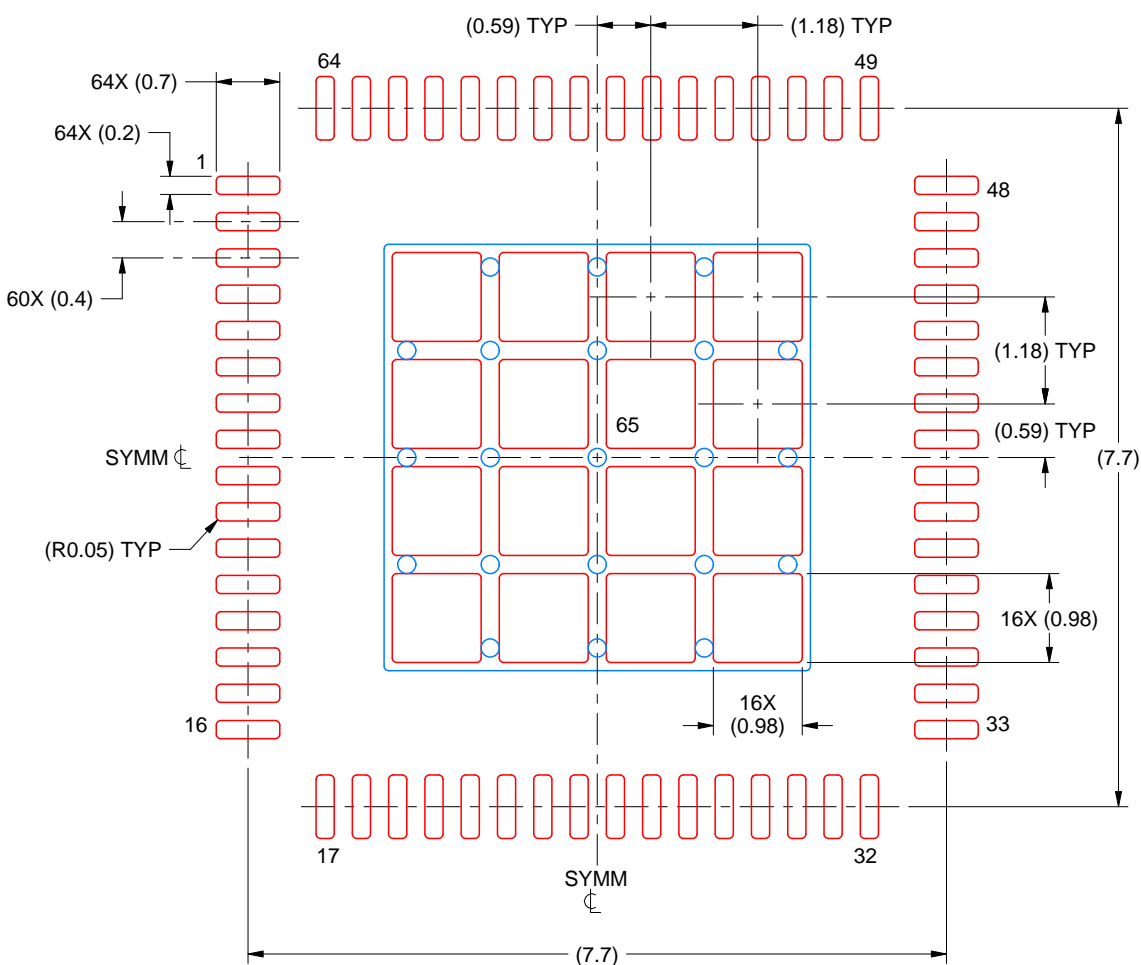 (0.59) TYP
(1.18) TYP
64X (0.7)
64
49
64X (0.2)
1
48
60X (0.4)
(1.18) TYP
65
(0.59) TYP
SYMM ℄
(7.7)
(R0.05) TYP
16X (0.98)
16
16X
(0.98)
33
17
32
SYMM
℄
(7.7)